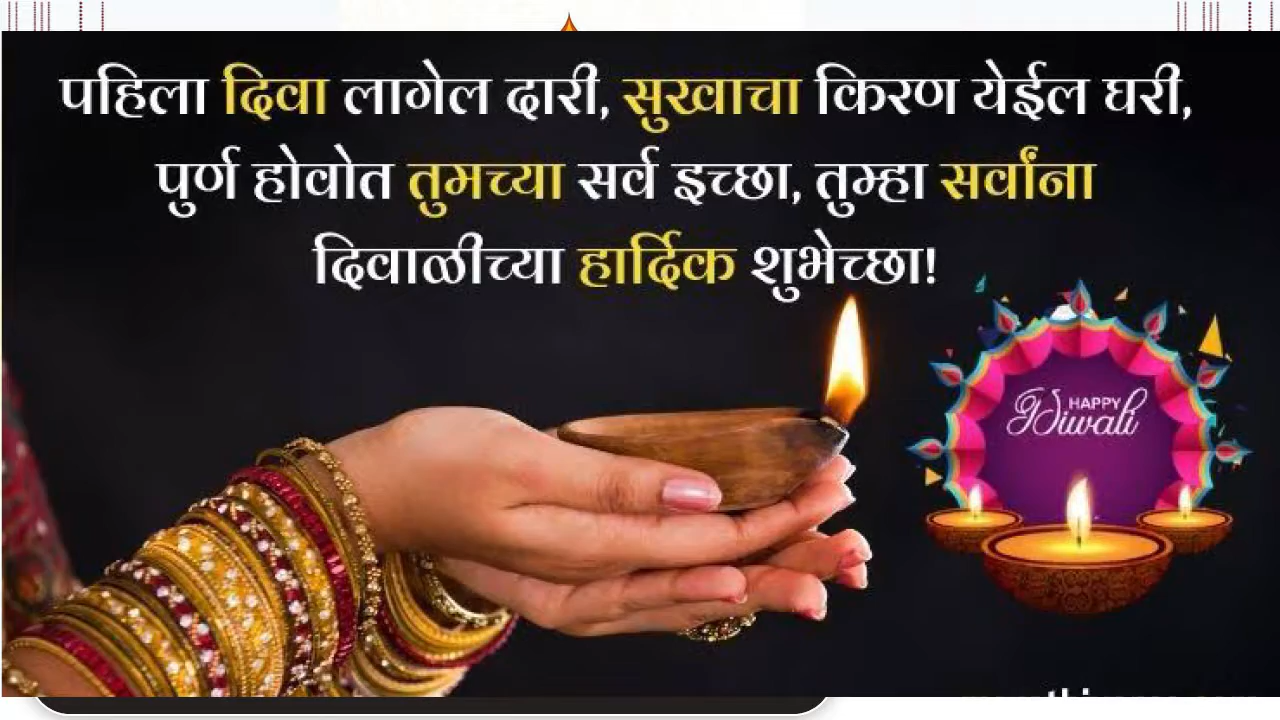 पहिला दिवा लागेल दारी, सुखाचा किरण येईल घरी,
पुर्ण होवोत तुमच्या सर्व इच्छा, तुम्हा सर्वांना
दिवाळीच्या हार्दिक शुभेच्छा!
HAPPY
Diwali